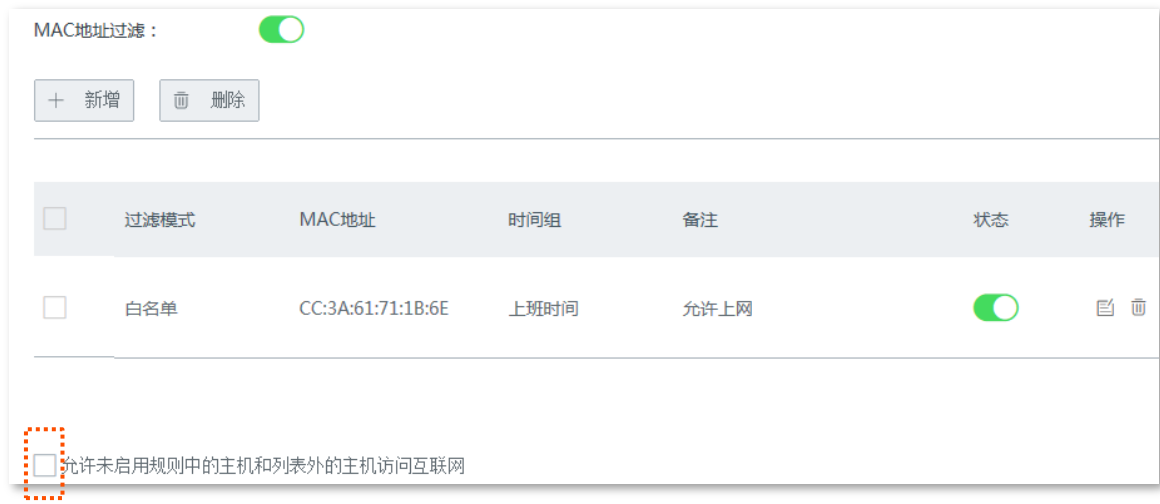 MAC地址过滤：
新增 删除
过滤模式 MAC地址 时间组 备注 状态 操作
白名单 CC:3A:61:71:1B:6E 上班时间 允许上网
允许未启用规则中的主机和列表外的主机访问互联网